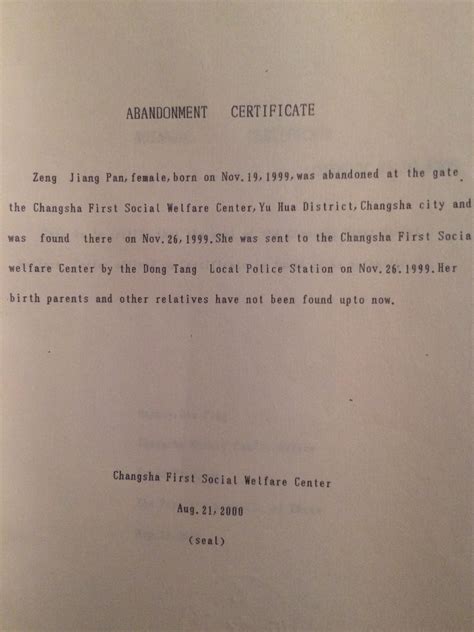 ABANDONMENT CERTIFICATE
Zeng Jiang Pan, female, born on Nov. 19, 1999, was abandoned at the gate
the Changsha First Social Welfare Center, Yu Hua District, Changsha city and
was found there on Nov. 26, 1999. She was sent to the Changsha First Socia
welfare Center by the Dong Tang Local Police Station on Nov. 26. 1999. Her
birth parents and other relatives have not been found upto now.
Changsha First Social Welfare Center
Aug. 21, 2000
(seal)